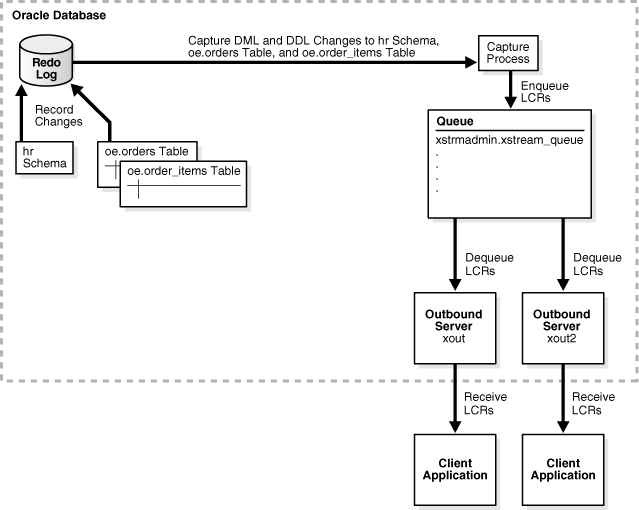 Oracle Database
Capture DML and DDL Changes to hr Schema,
oe.orders Table, and oe.order_items Table
Redo
Log
Capture
Process
Record
Changes
Enqueue
LCRs
hr
Schema
oe.orders Table
oe.order_items Table
Queue
xstrmadmin.xstream_queue
.
.
.
.
Dequeue
LCRs
Dequeue
LCRs
Outbound
Server
xout
Outbound
Server
xout2
Receive
LCRs
Receive
LCRs
Client
Application
Client
Application